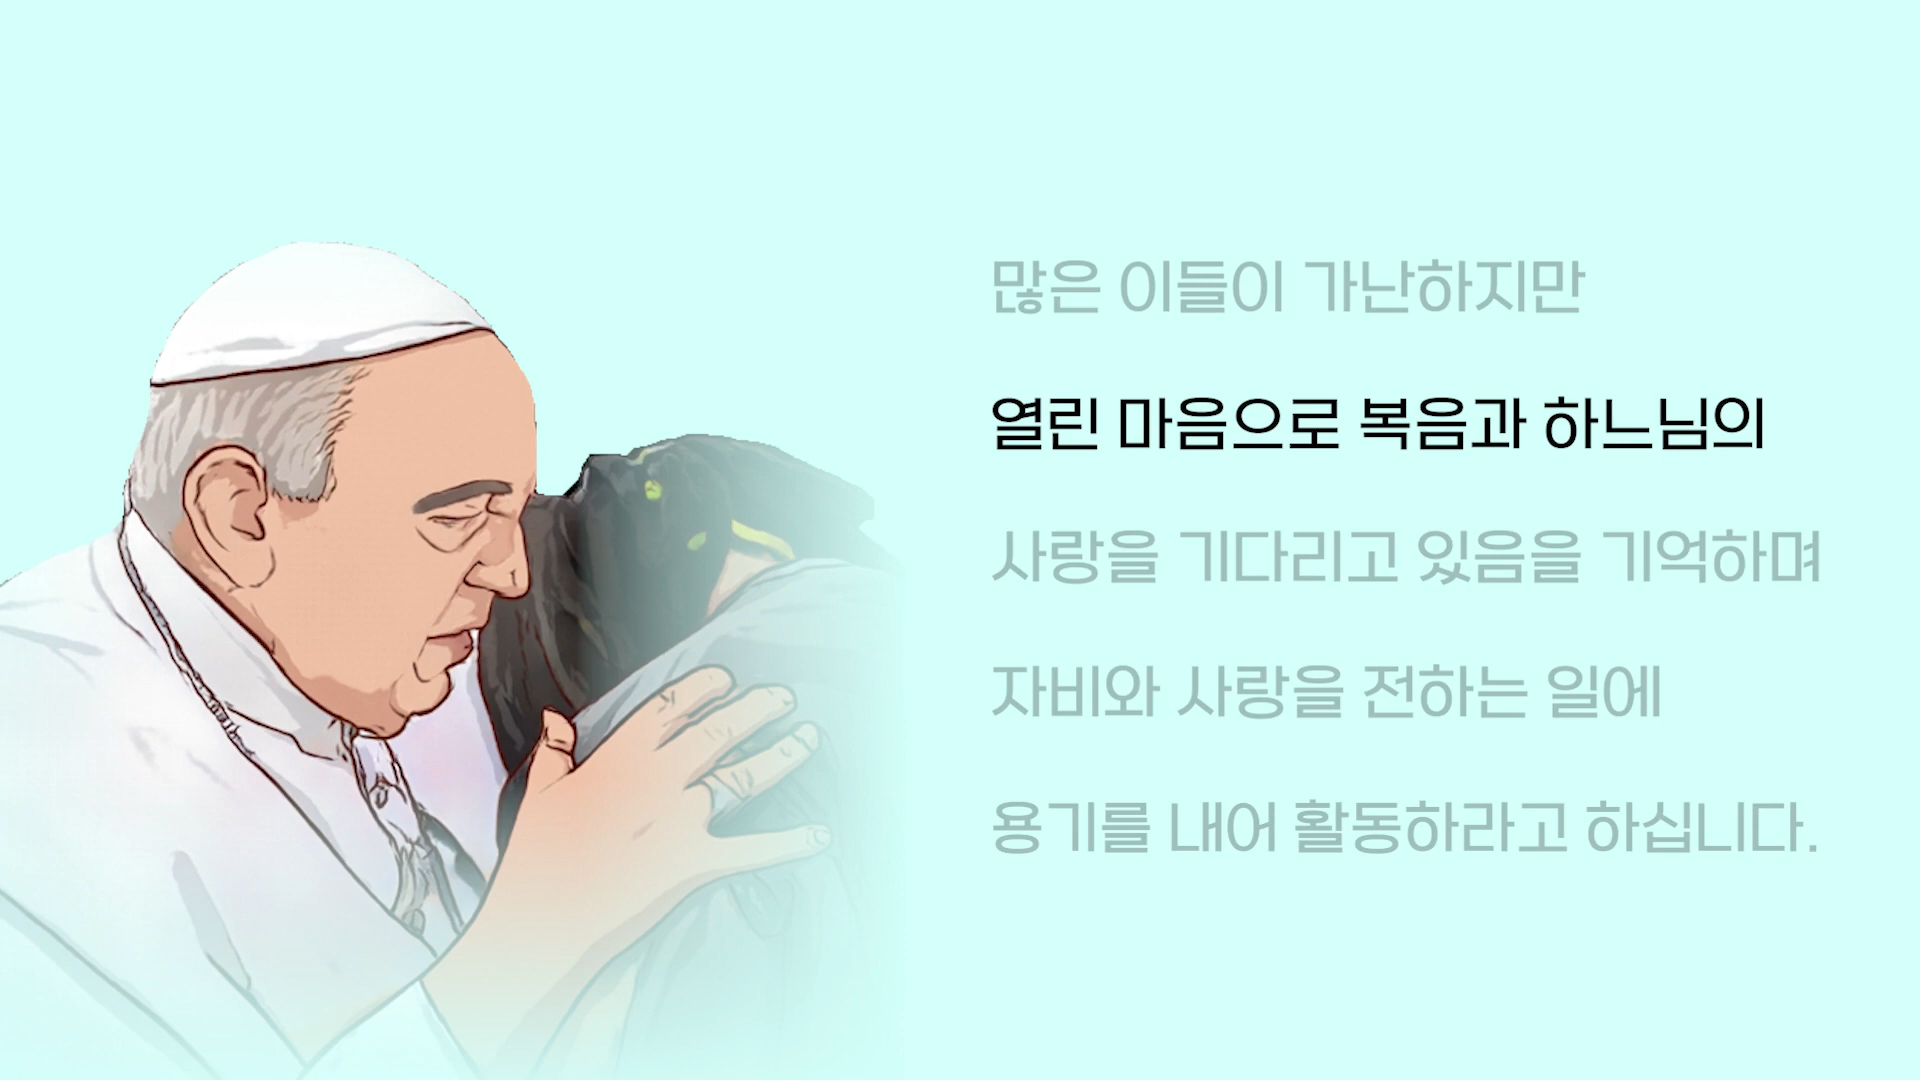 많은 이들이 가난하지만
열린 마음으로 복음과 하느님의
사랑을 기다리고 있음을 기억하며
자비와 사랑을 전하는 일에
용기를 내어 활동하라고 하십니다.